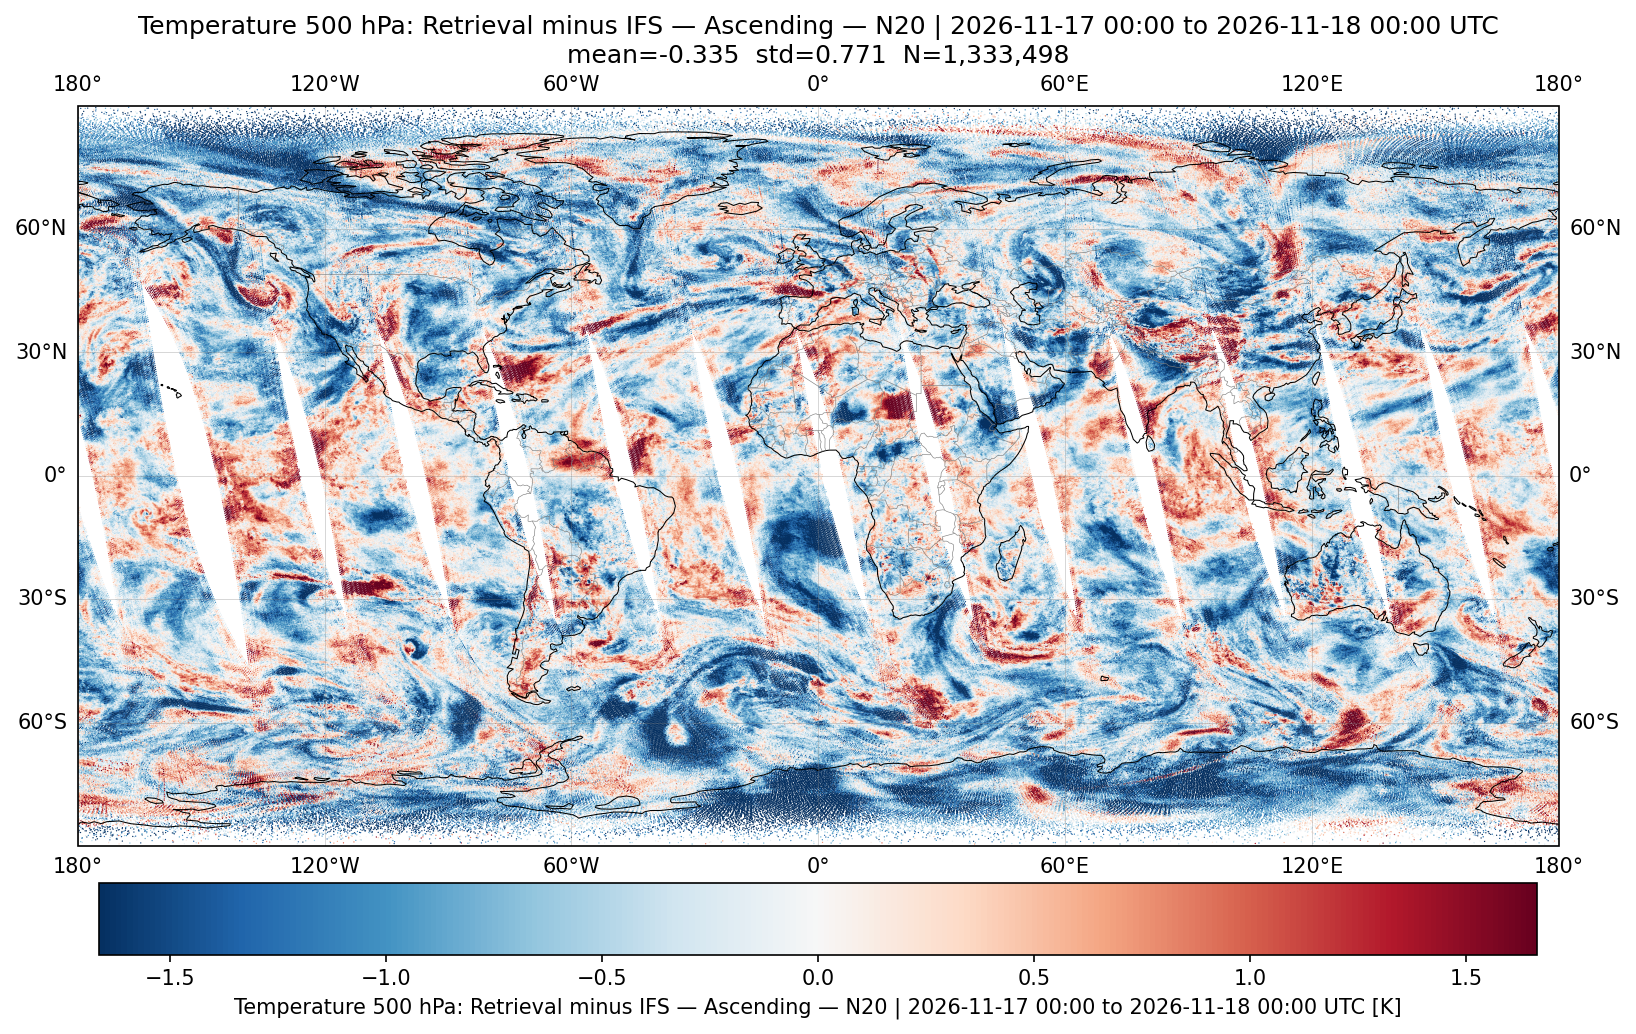 Temperature 500 hPa: Retrieval minus IFS — Ascending — N20 | 2026-11-17 00:00 to 2026-11-18 00:00 UTC
mean=-0.335  std=0.771  N=1,333,498
180° 120°W 60°W 0° 60°E 120°E 180°
60°N 60°N
30°N 30°N
0° 0°
30°S 30°S
60°S 60°S
180° 120°W 60°W 0° 60°E 120°E 180°
−1.5 −1.0 −0.5 0.0 0.5 1.0 1.5
Temperature 500 hPa: Retrieval minus IFS — Ascending — N20 | 2026-11-17 00:00 to 2026-11-18 00:00 UTC [K]